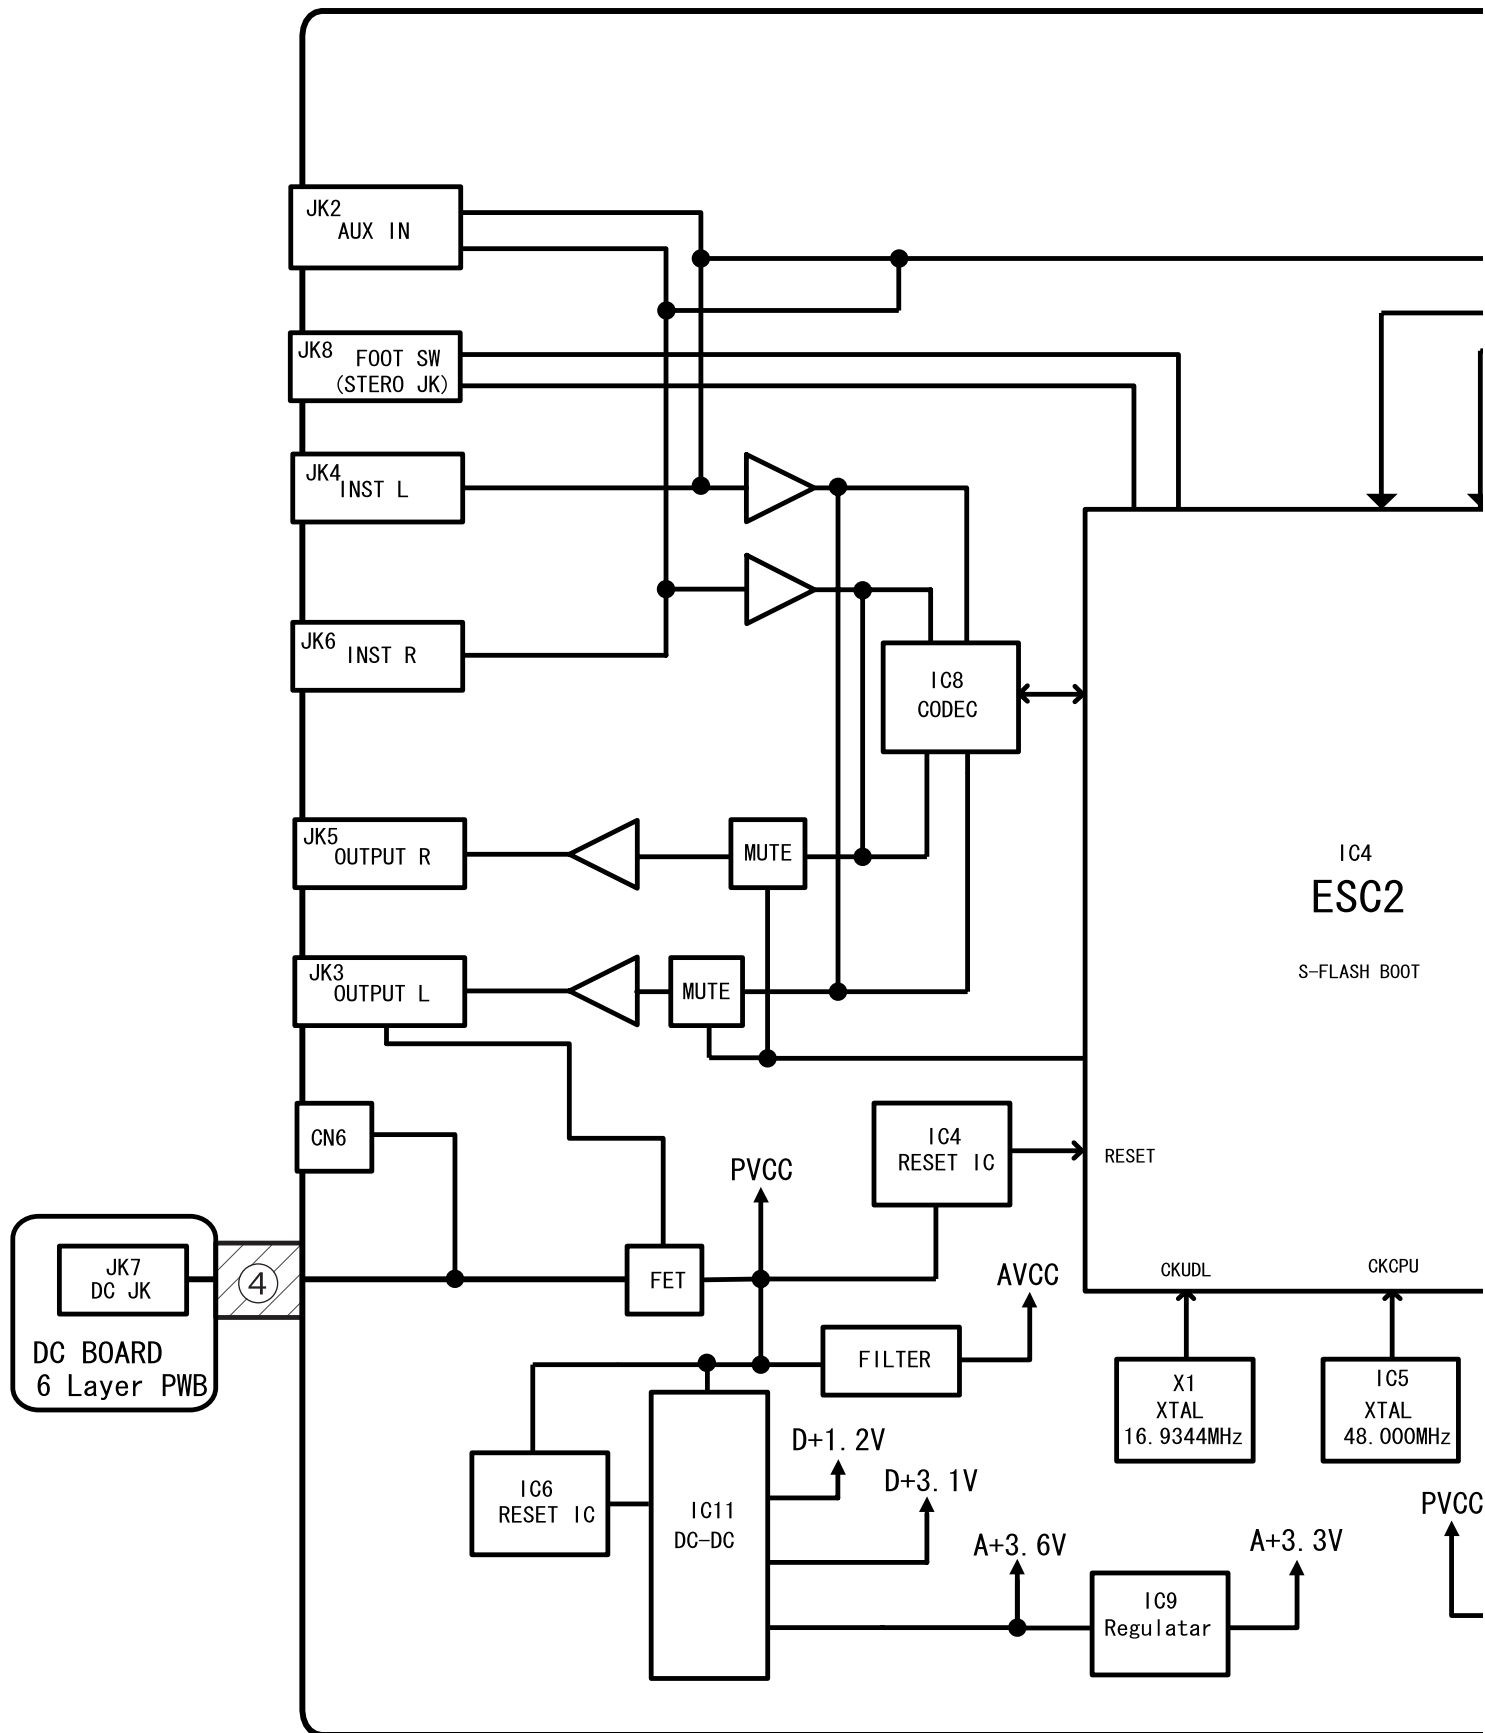 JK2
AUX IN
JK8
FOOT SW
(STERO JK)
JK4
INST L
JK6
INST R
IC8
CODEC
JK5
OUTPUT R
MUTE
IC4
ESC2
S-FLASH BOOT
JK3
OUTPUT L
MUTE
CN6
IC4
RESET IC
RESET
PVCC
JK7
DC JK
④
FET
AVCC
CKUDL
CKCPU
DC BOARD
6 Layer PWB
FILTER
X1
XTAL
16.9344MHz
IC5
XTAL
48.000MHz
D+1.2V
D+3.1V
IC6
RESET IC
IC11
DC-DC
PVCC
A+3.6V
A+3.3V
IC9
Regulatar